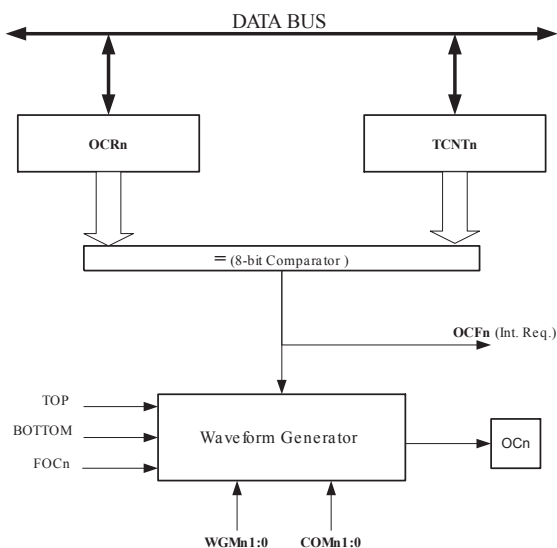 DATA BUS
OCRn
TCNTn
= (8-bit Comparator )
OCFn (Int. Req.)
TOP
BOTTOM
FOCn
Waveform Generator
OCn
WGMn1:0
COMn1:0